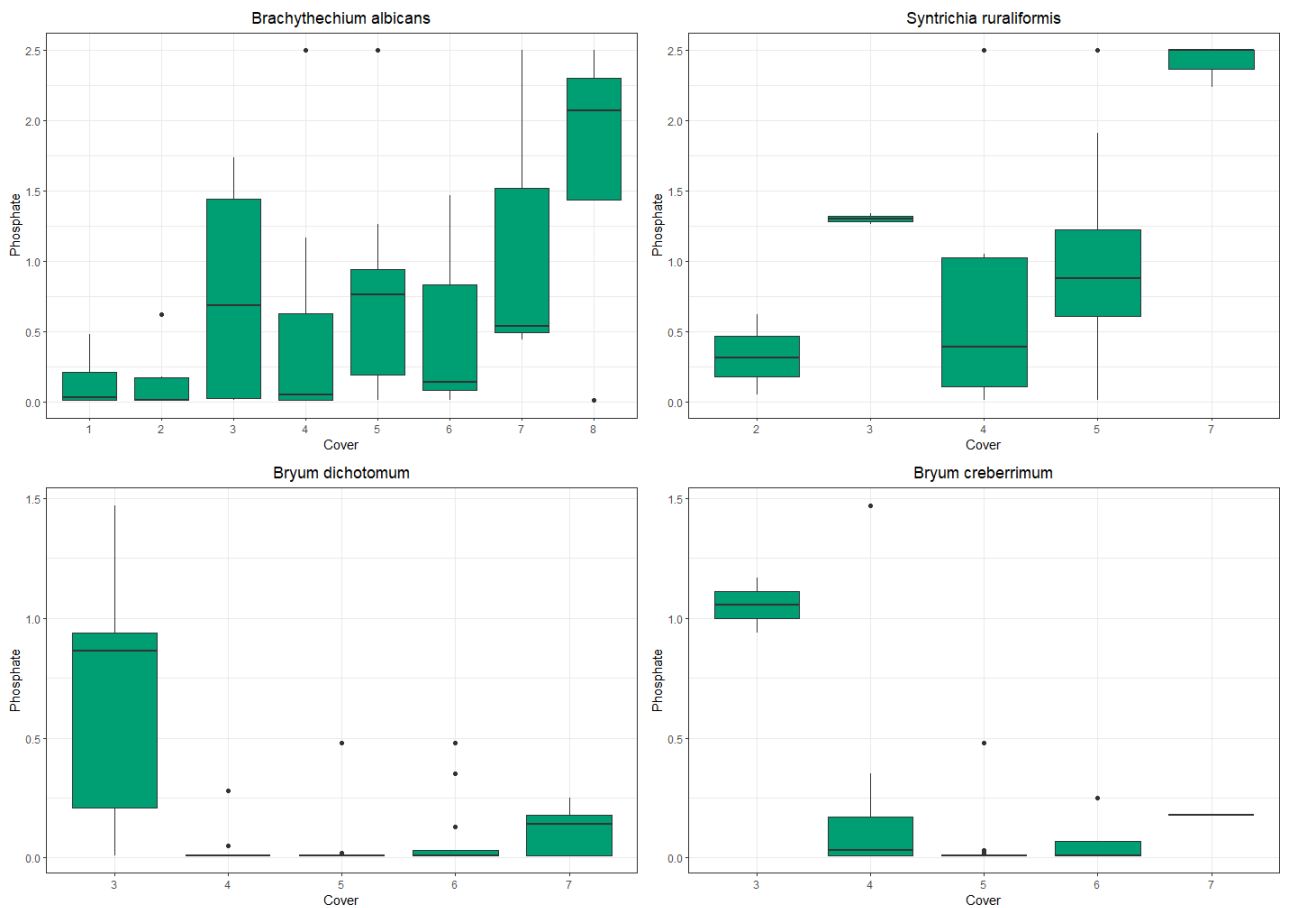 Brachythechium albicans
Phosphate
2.5
2.0
1.5
1.0
0.5
0.0
1 2 3 4 5 6 7 8
Cover
Syntrichia ruraliformis
Phosphate
2.5
2.0
1.5
1.0
0.5
0.0
2 3 4 5 7
Cover
Bryum dichotomum
Phosphate
1.5
1.0
0.5
0.0
3 4 5 6 7
Cover
Bryum creberrimum
Phosphate
1.5
1.0
0.5
0.0
3 4 5 6 7
Cover